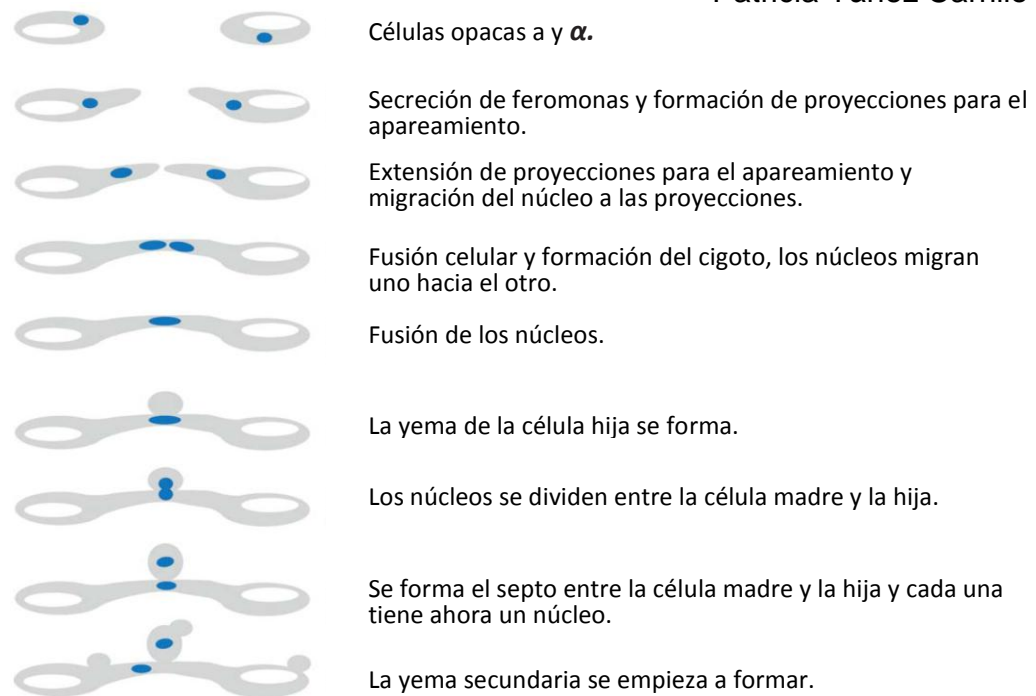 Células opacas a y α.
Secreción de feromonas y formación de proyecciones para el
apareamiento.
Extensión de proyecciones para el apareamiento y
migración del núcleo a las proyecciones.
Fusión celular y formación del cigoto, los núcleos migran
uno hacia el otro.
Fusión de los núcleos.
La yema de la célula hija se forma.
Los núcleos se dividen entre la célula madre y la hija.
Se forma el septo entre la célula madre y la hija y cada una
tiene ahora un núcleo.
La yema secundaria se empieza a formar.